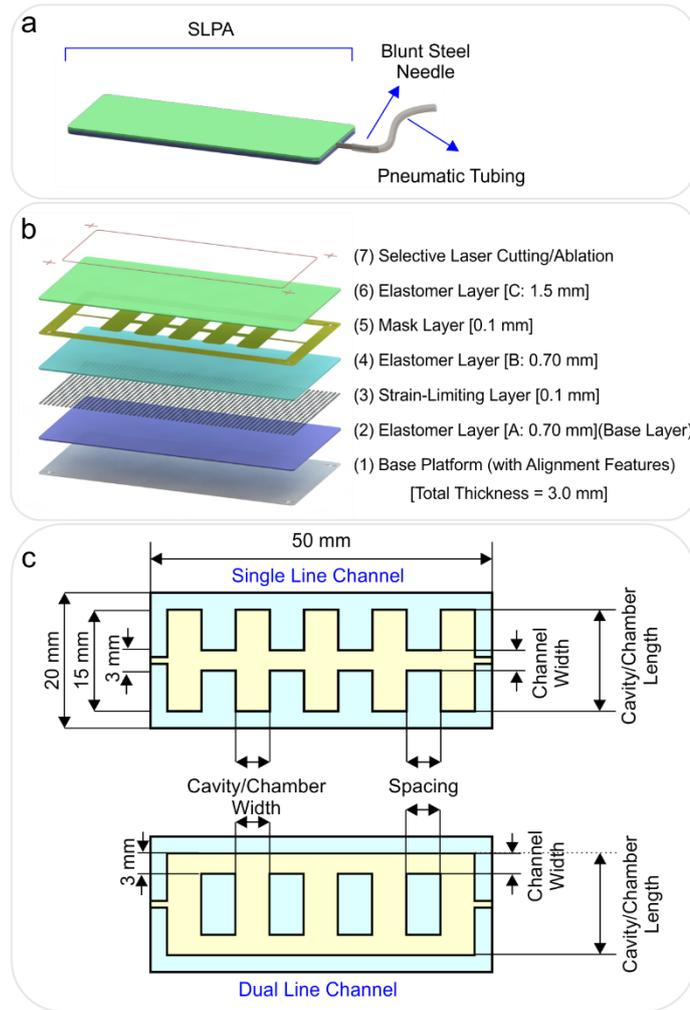 a
SLPA
Blunt Steel
Needle
Pneumatic Tubing
b
(7) Selective Laser Cutting/Ablation
(6) Elastomer Layer [C: 1.5 mm]
(5) Mask Layer [0.1 mm]
(4) Elastomer Layer [B: 0.70 mm]
(3) Strain-Limiting Layer [0.1 mm]
(2) Elastomer Layer [A: 0.70 mm](Base Layer)
(1) Base Platform (with Alignment Features)
[Total Thickness = 3.0 mm]
c
50 mm
Single Line Channel
20 mm
15 mm
3 mm
Channel
Width
Cavity/Chamber
Length
Cavity/Chamber
Width
Spacing
3 mm
Channel
Width
Cavity/Chamber
Length
Dual Line Channel